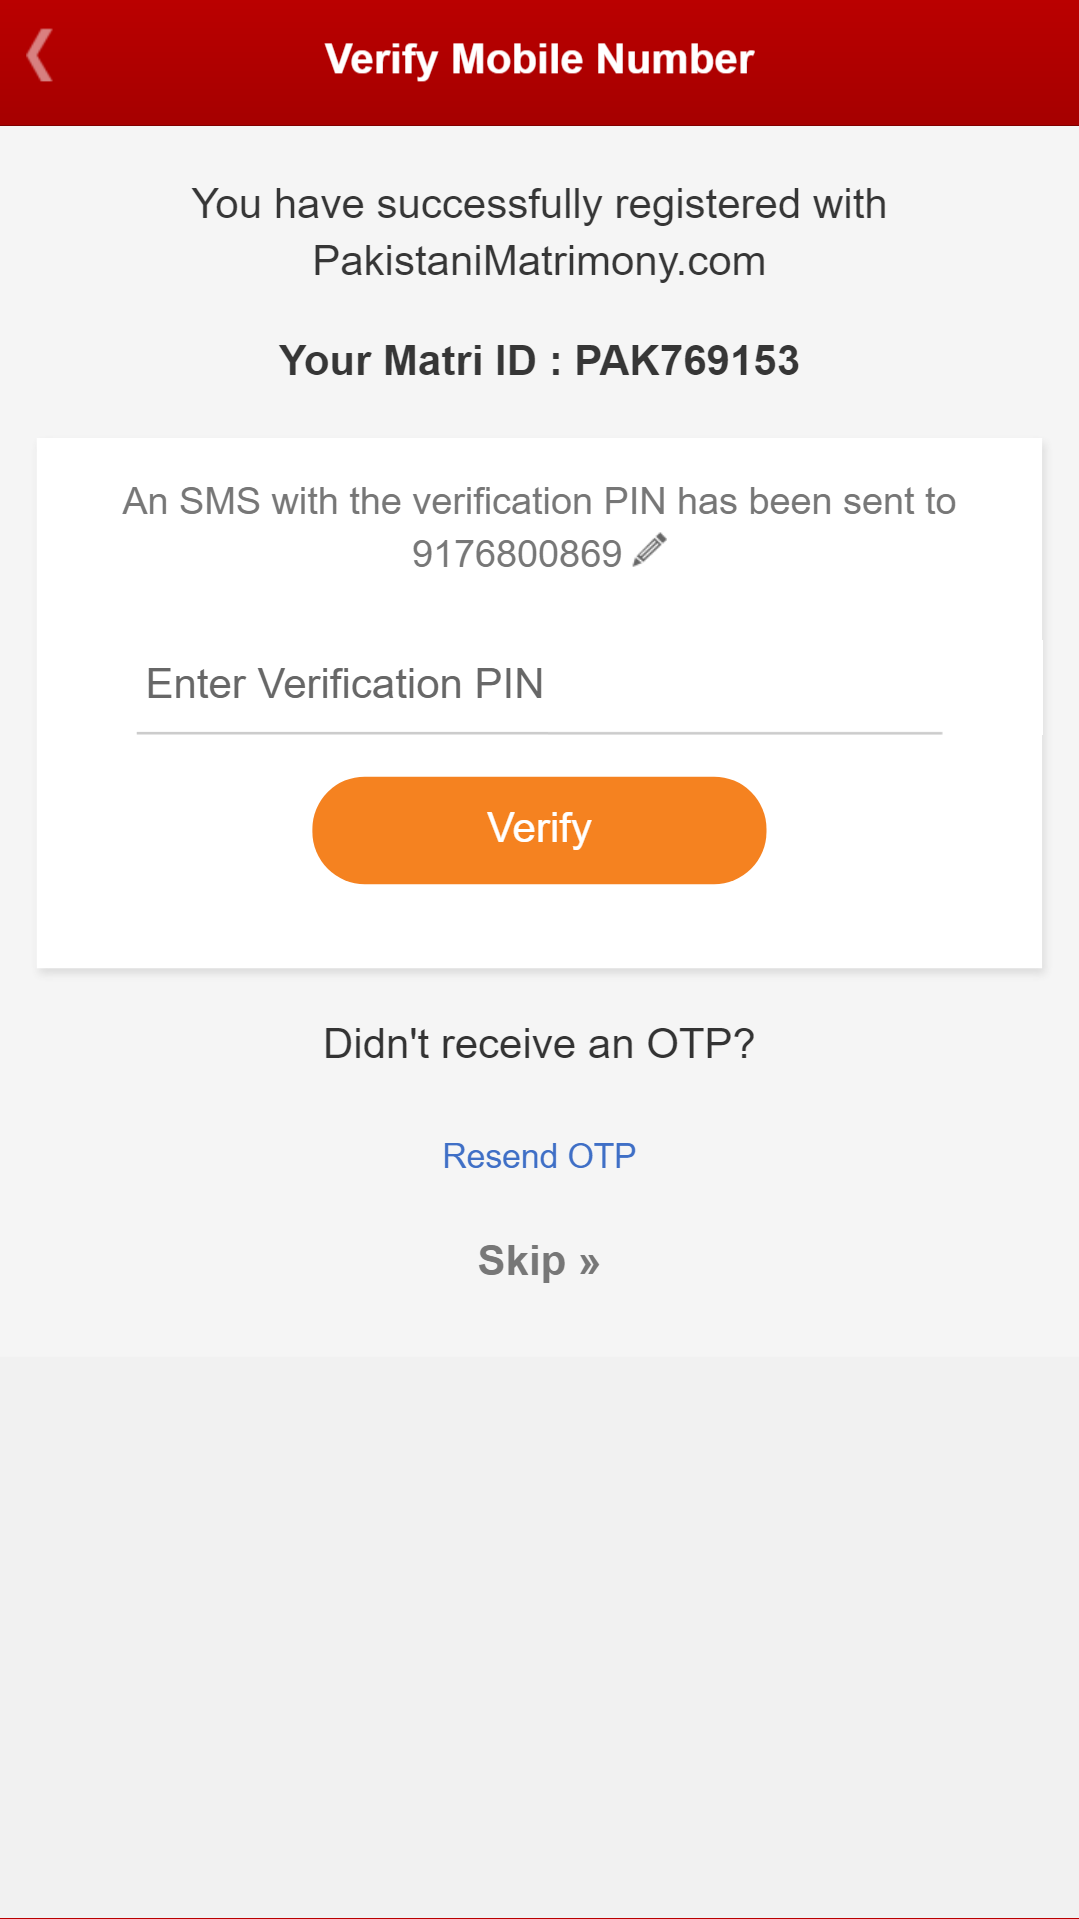 Verify Mobile Number
You have successfully registered with
PakistaniMatrimony.com
Your Matri ID : PAK769153
An SMS with the verification PIN has been sent to
9176800869
Enter Verification PIN
Verify
Didn't receive an OTP?
Resend OTP
Skip »